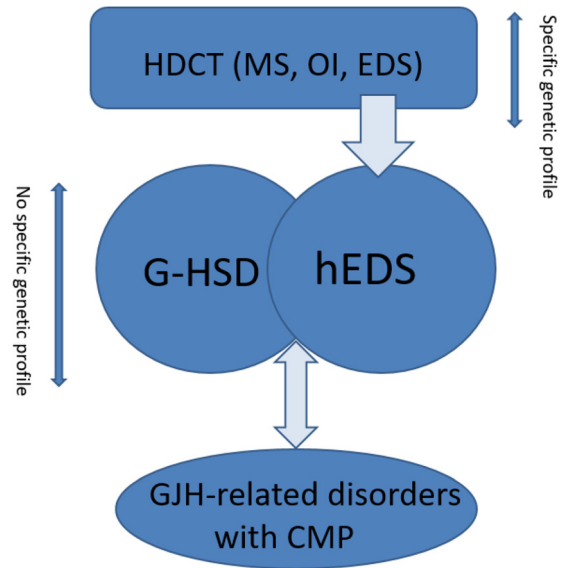 HDCT (MS, OI, EDS)
Specific genetic profile
No specific genetic profile
G-HSD
hEDS
GJH-related disorders
with CMP